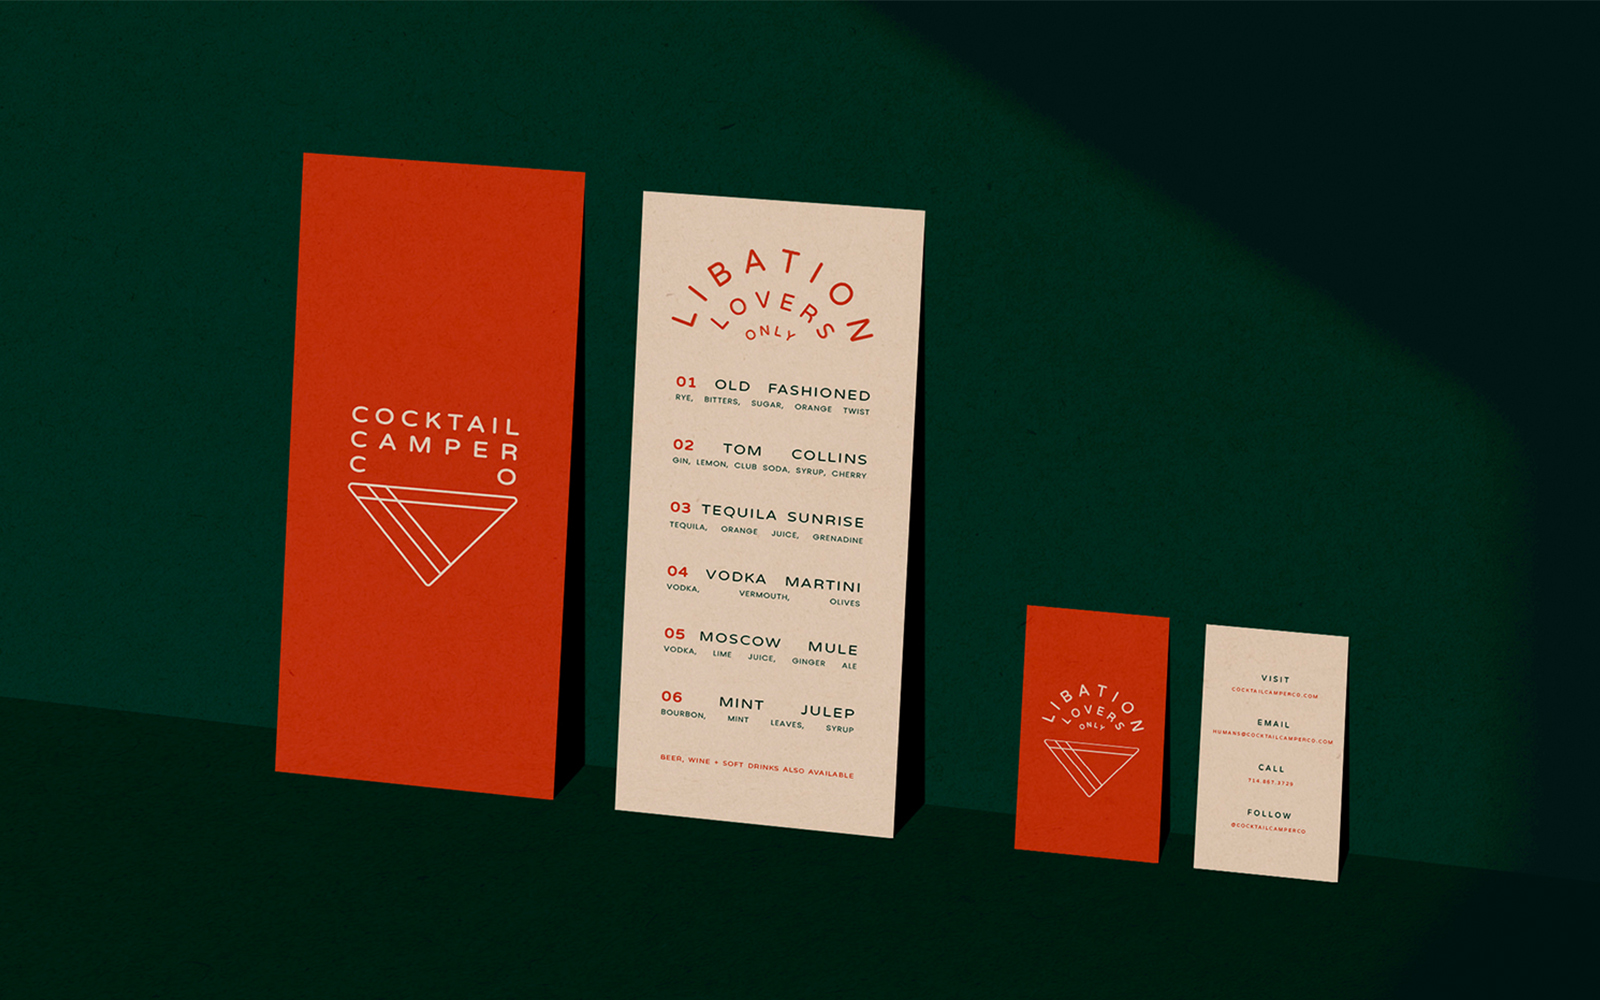 COCKTAIL
CAMPER
C O
LIBATION
LOVERS
ONLY
01 OLD FASHIONED
RYE, BITTERS, SUGAR, ORANGE TWIST
02 TOM COLLINS
GIN, LEMON, CLUB SODA, SYRUP, CHERRY
03 TEQUILA SUNRISE
TEQUILA, ORANGE JUICE, GRENADINE
04 VODKA MARTINI
VODKA, VERMOUTH, OLIVES
05 MOSCOW MULE
VODKA, LIME JUICE, GINGER ALE
06 MINT JULEP
BOURBON, MINT LEAVES, SYRUP
BEER, WINE + SOFT DRINKS ALSO AVAILABLE
LIBATION
LOVERS
ONLY
VISIT
COCKTAILCAMPERCO.COM
EMAIL
HUMANS@COCKTAILCAMPERCO.COM
CALL
FOLLOW
@COCKTAILCAMPERCO